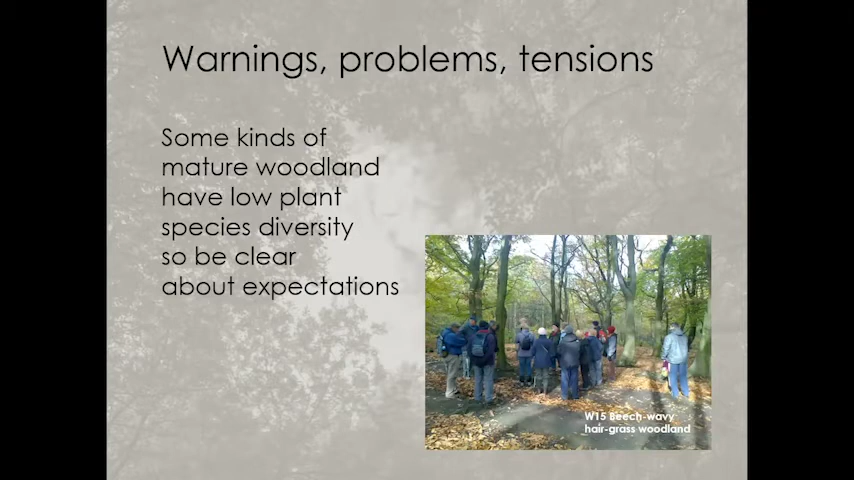 Warnings, problems, tensions
Some kinds of
mature woodland
have low plant
species diversity
so be clear
about expectations
W15 Beech-wavy
hair-grass woodland